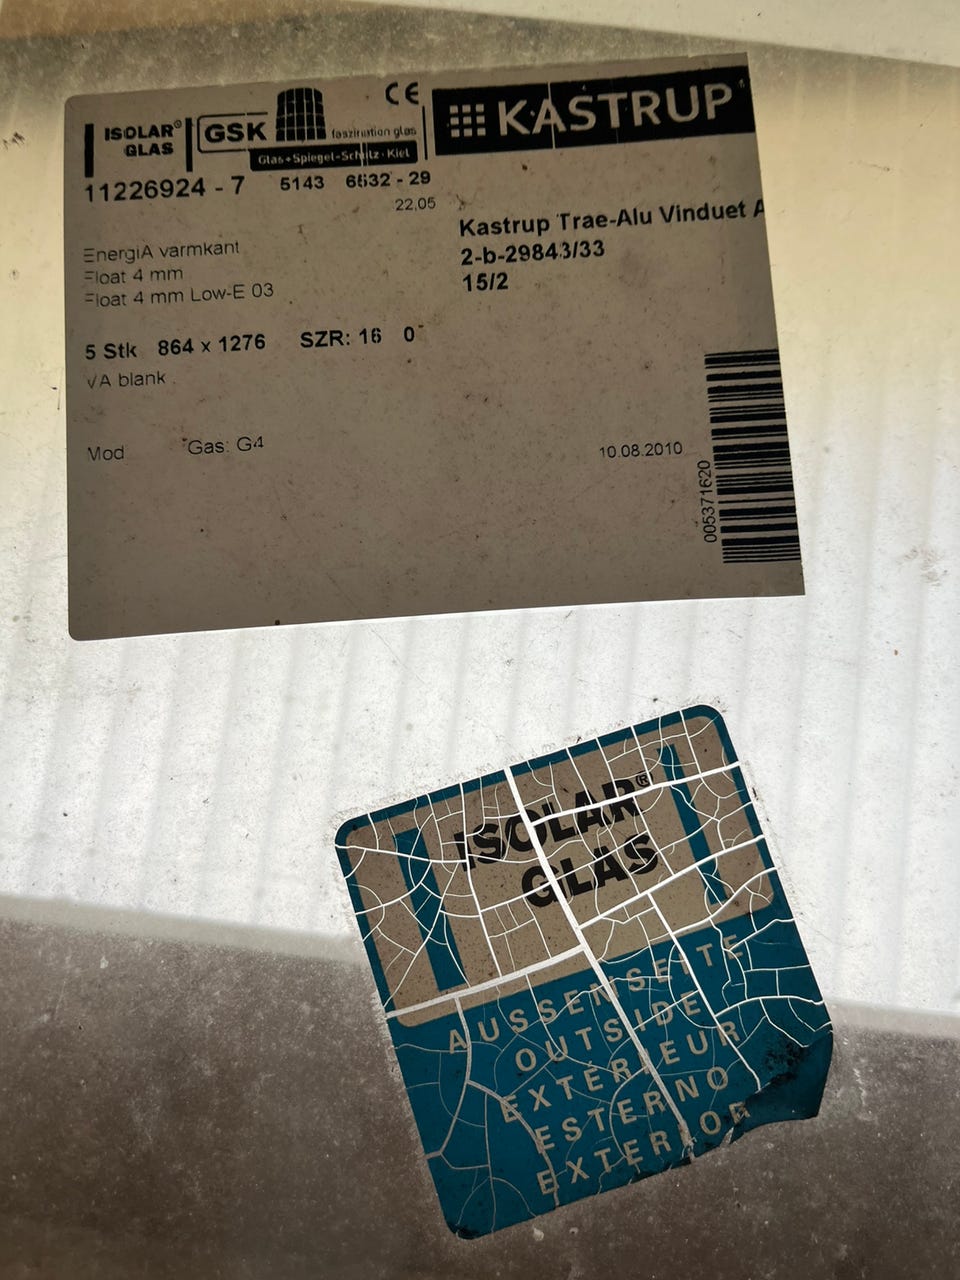 ISOLAR®
GLAS
GSK
faszination glas
Glas+Spiegel-Schütz·Kiel
CE
KASTRUP
11226924 - 7 5143 6532 - 29
22,05
Kastrup Trae-Alu Vinduet A
2-b-29843/33
15/2
EnergiA varmkant
Float 4 mm
Float 4 mm Low-E 03
5 Stk 864 x 1276 SZR: 16 0
VA blank
Mod Gas: G4
10.08.2010
005371620
ISOLAR®
GLAS
AUSSENSEITE
OUTSIDE
EXTÉRIEUR
ESTERNO
EXTERIOR